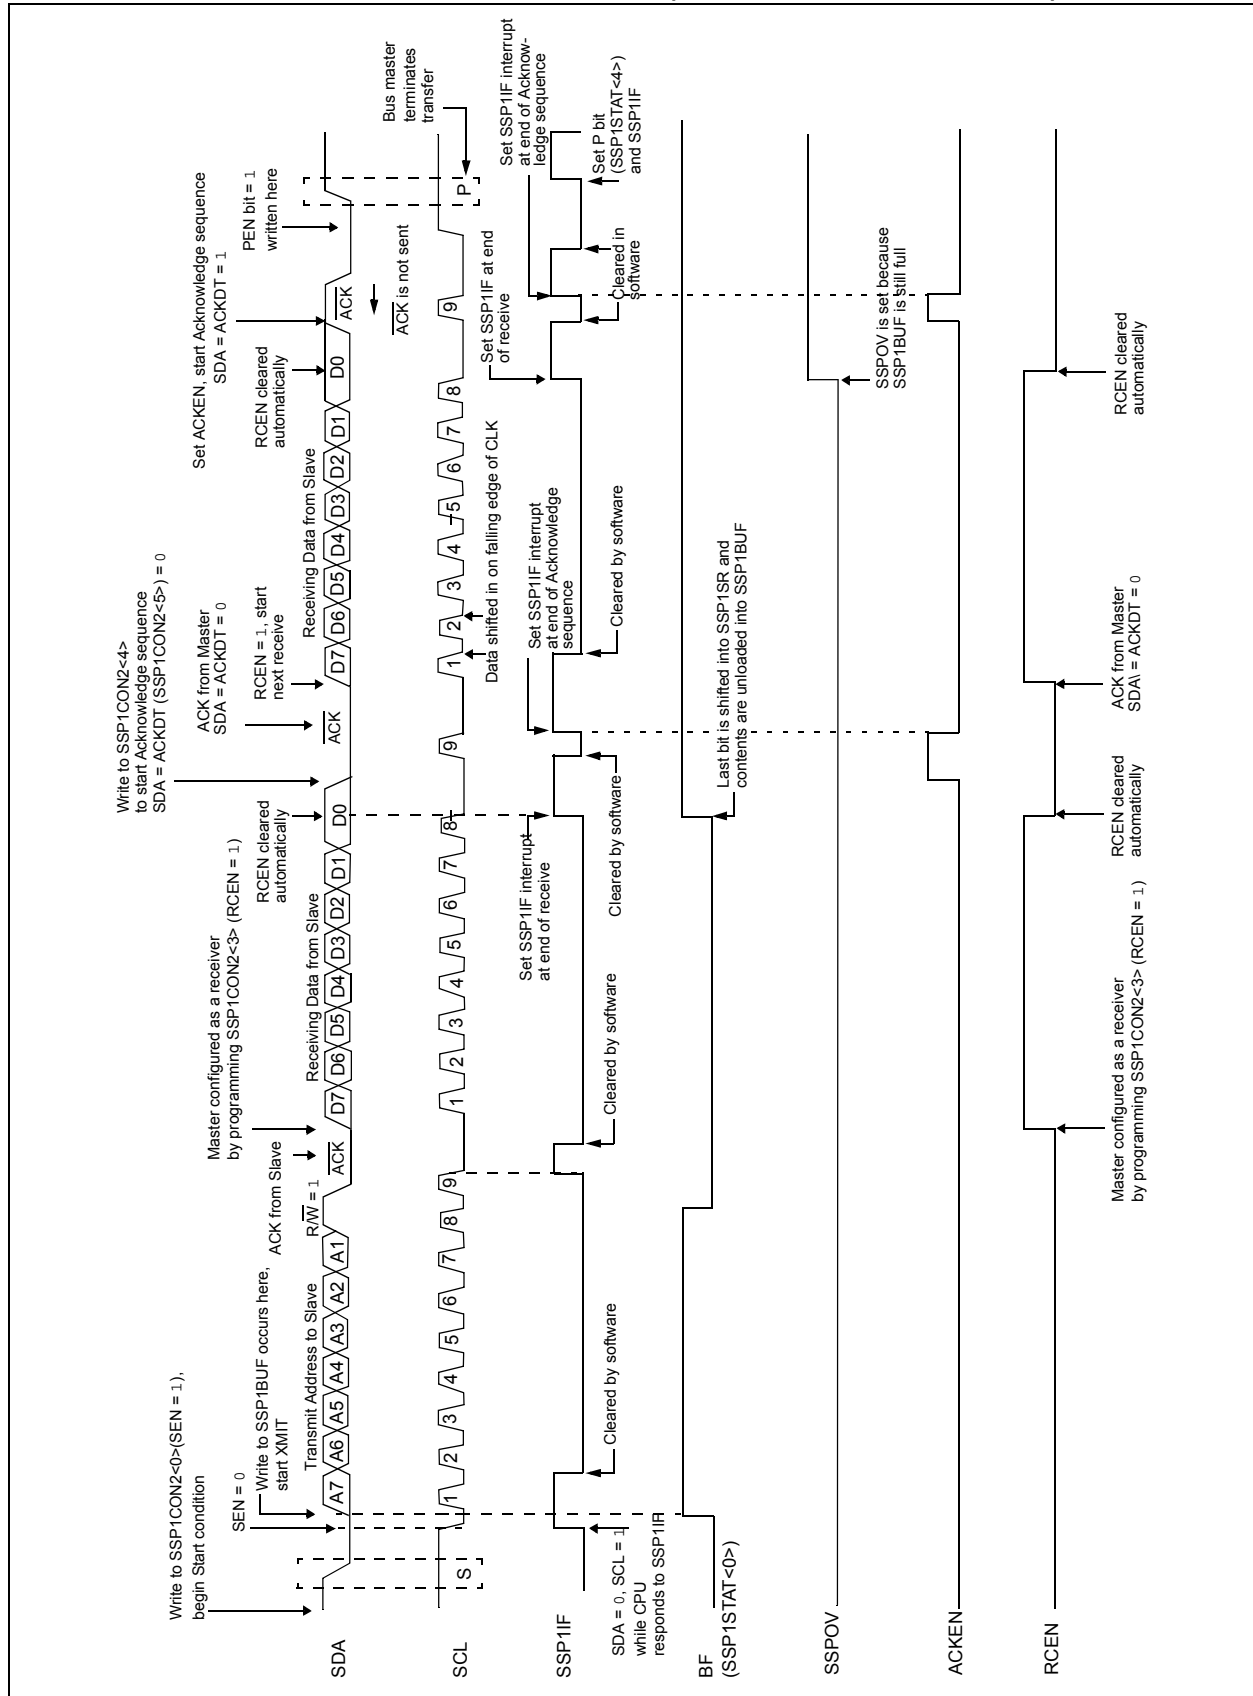 Write to SSP1CON2<0>(SEN = 1),
begin Start condition
SEN = 0
Write to SSP1BUF occurs here,
start XMIT
ACK from Slave
Master configured as a receiver
by programming SSP1CON2<3> (RCEN = 1)
RCEN cleared
automatically
Write to SSP1CON2<4>
to start Acknowledge sequence
SDA = ACKDT (SSP1CON2<5>) = 0
ACK from Master
SDA = ACKDT = 0
RCEN = 1, start
next receive
RCEN cleared
automatically
Set ACKEN, start Acknowledge sequence
SDA = ACKDT = 1
PEN bit = 1
written here
Transmit Address to Slave
R/W = 1
Receiving Data from Slave
Receiving Data from Slave
SDA
A7 A6 A5 A4 A3 A2 A1 ACK D7 D6 D5 D4 D3 D2 D1 D0 ACK D7 D6 D5 D4 D3 D2 D1 D0 ACK
ACK is not sent
Bus master
terminates
transfer
SCL
S 1 2 3 4 5 6 7 8 9 1 2 3 4 5 6 7 8 9 1 2 3 4 5 6 7 8 9 P
Data shifted in on falling edge of CLK
Set SSP1IF interrupt
at end of receive
Set SSP1IF interrupt
at end of Acknowledge
sequence
Set SSP1IF at end
of receive
Set SSP1IF interrupt
at end of Acknow-
ledge sequence
SSP1IF
SDA = 0, SCL = 1
while CPU
responds to SSP1IF
Cleared by software
Cleared by software
Cleared by software
Cleared by software
Cleared in
software
Set P bit
(SSP1STAT<4>)
and SSP1IF
BF
(SSP1STAT<0>)
Last bit is shifted into SSP1SR and
contents are unloaded into SSP1BUF
SSPOV
SSPOV is set because
SSP1BUF is still full
ACKEN
RCEN
Master configured as a receiver
by programming SSP1CON2<3> (RCEN = 1)
RCEN cleared
automatically
ACK from Master
SDA\ = ACKDT = 0
RCEN cleared
automatically